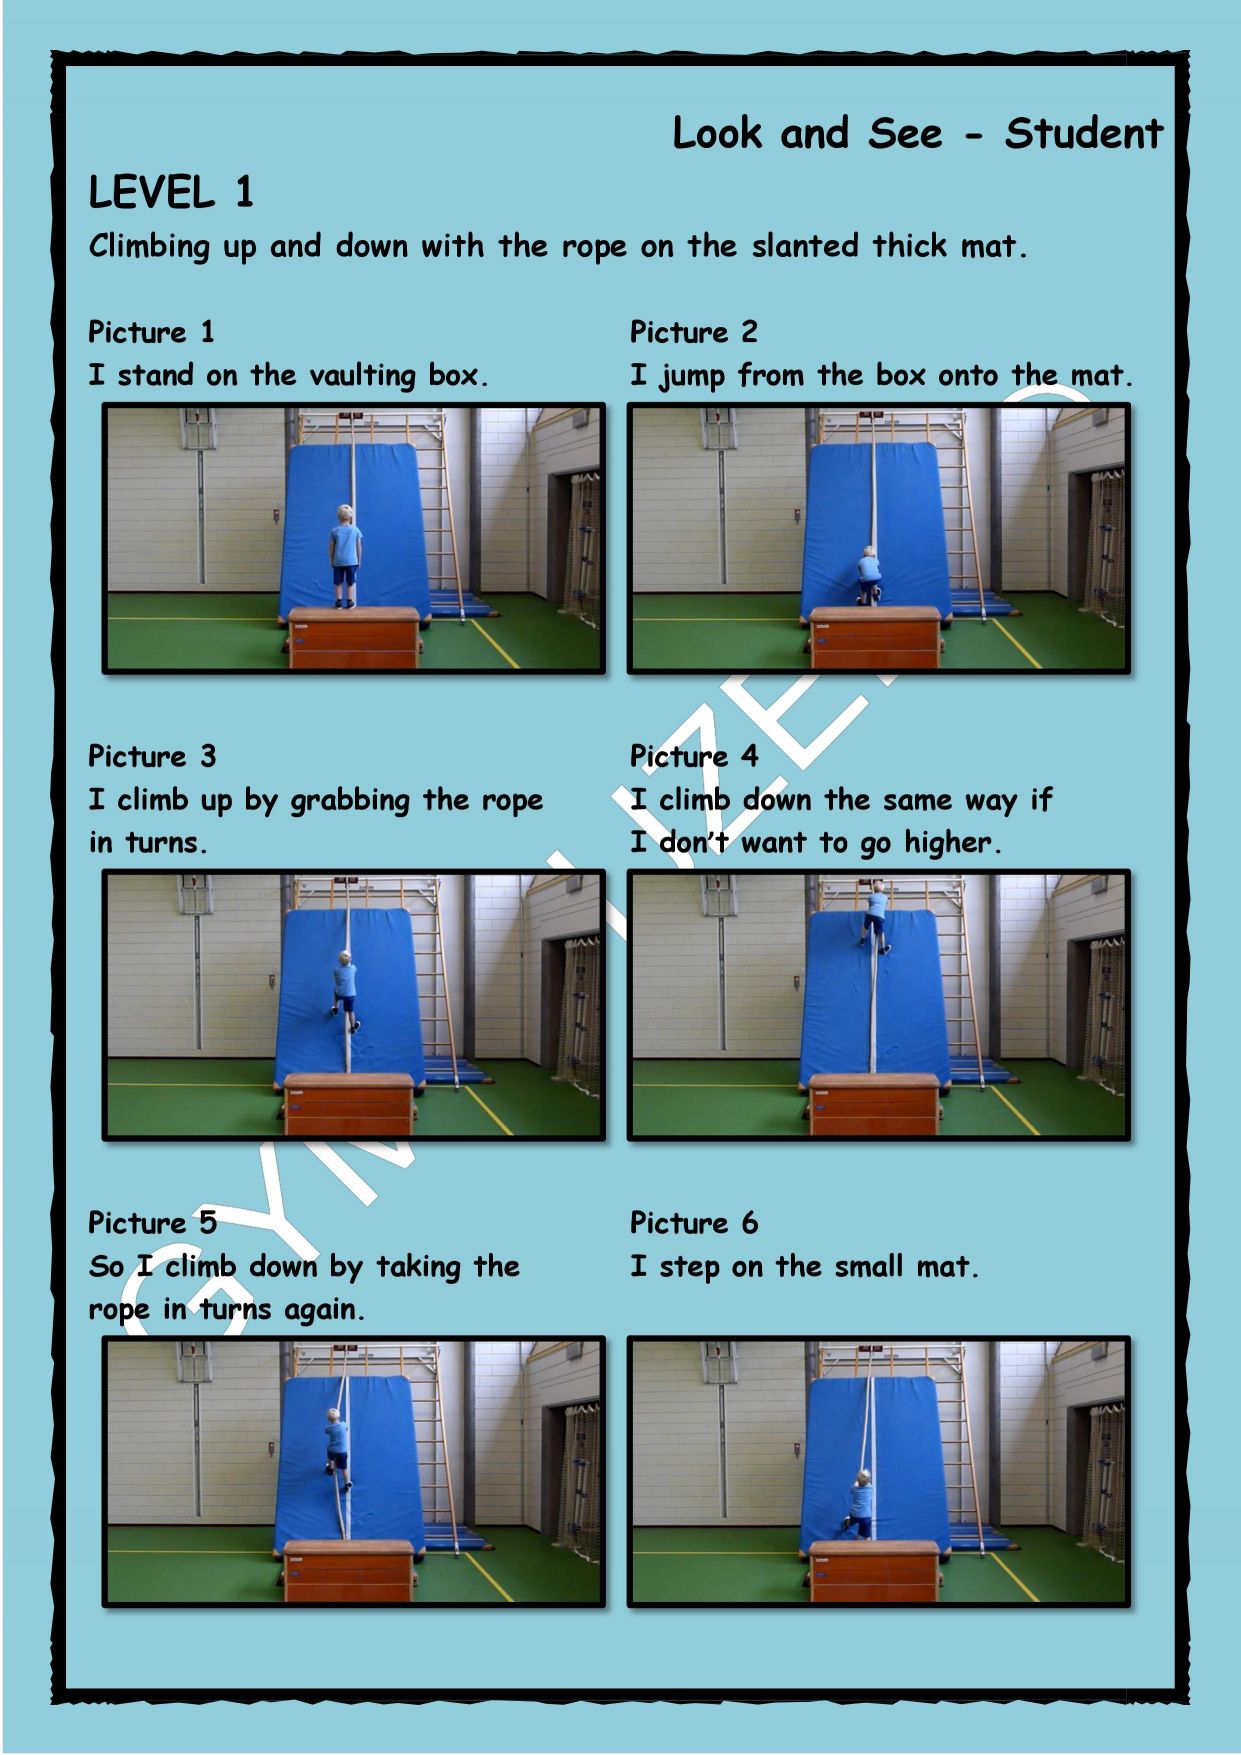 Look and See - Student
LEVEL 1
Climbing up and down with the rope on the slanted thick mat.
Picture 1
I stand on the vaulting box.
Picture 2
I jump from the box onto the mat.
Picture 3
I climb up by grabbing the rope
in turns.
Picture 4
I climb down the same way if
I don't want to go higher.
Picture 5
So I climb down by taking the
rope in turns again.
Picture 6
I step on the small mat.